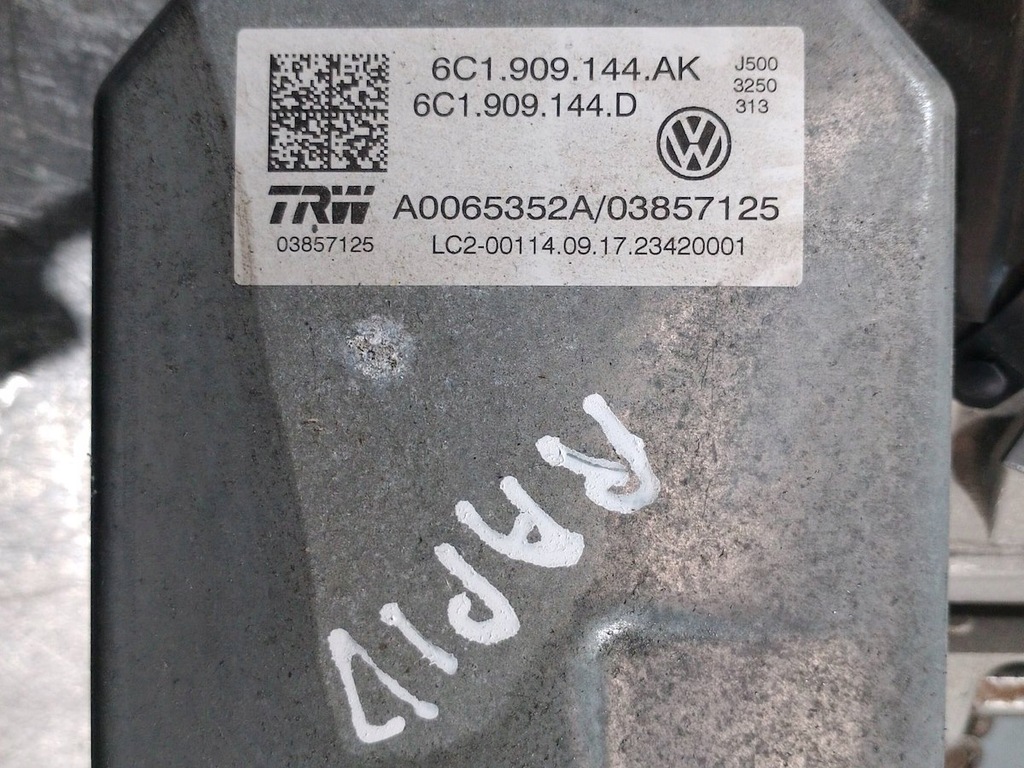 6C1.909.144.AK
6C1.909.144.D
J500
3250
313
TRW
03857125
A0065352A/03857125
LC2-00114.09.17.23420001
RAPID